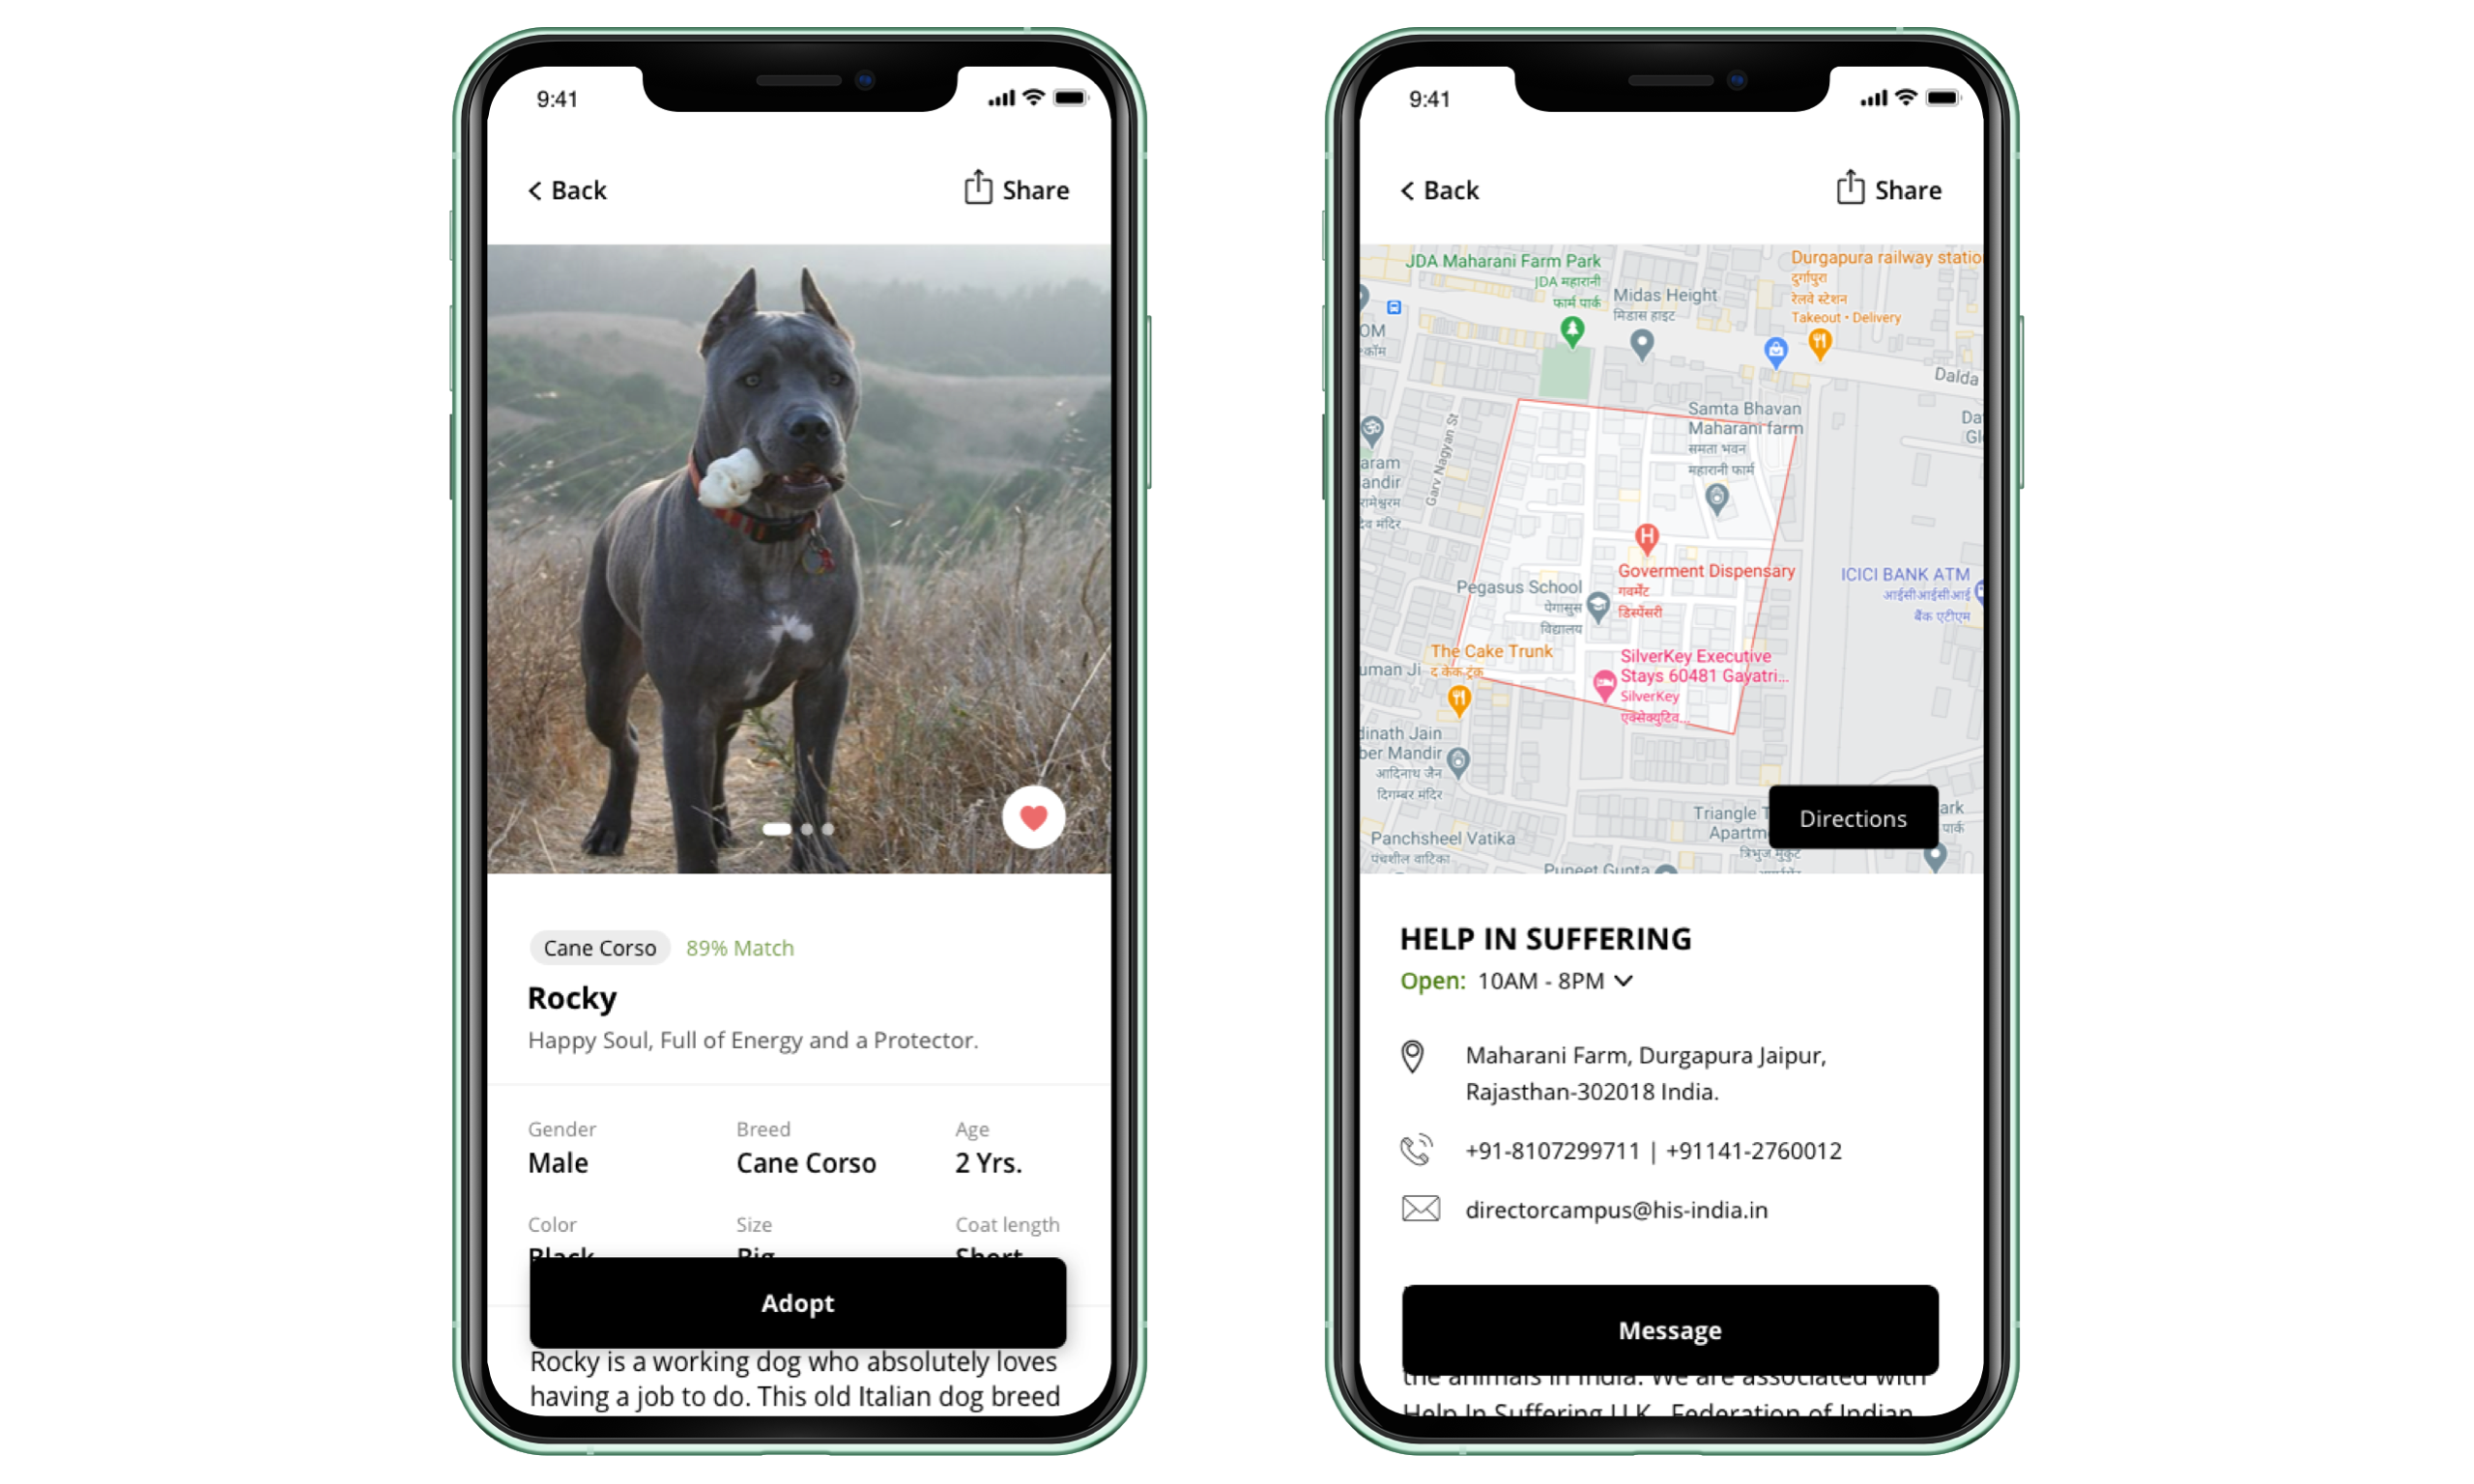 9:41
Back
Share
Cane Corso
89% Match
Rocky
Happy Soul, Full of Energy and a Protector.
Gender
Breed
Age
Male
Cane Corso
2 Yrs.
Color
Size
Coat length
Black
Big
Short
Adopt
Rocky is a working dog who absolutely loves
having a job to do. This old Italian dog breed
9:41
Back
Share
JDA Maharani Farm Park
JDA महारानी
फार्म पार्क
Midas Height
मिडास हाइट
Durgapura railway statio
दुर्गापुरा
रेलवे स्टेशन
Takeout • Delivery
OM
Dalda
Garv Nagyan St
Samta Bhavan
Maharani farm
समता भवन
महारानी फार्म
Da
Gl
aram
andir
रामेश्वरम
देव मंदिर
H
Goverment Dispensary
गवर्मेंट
डिस्पेंसरी
Pegasus School
पेगासुस
विद्यालय
ICICI BANK ATM
आईसीआईसीआई
बैंक एटीएम
The Cake Trunk
द केक ट्रंक
uman Ji
SilverKey Executive
Stays 60481 Gayatri...
SilverKey
एक्सेक्युटिव...
dinath Jain
ber Mandir
आदिनाथ जैन
दिगम्बर मंदिर
Triangle T
Apartm
त्रिभुज मुकुट
ark
पार्क
Directions
Panchsheel Vatika
पंचशील वाटिका
Puneet Gupta
HELP IN SUFFERING
Open: 10AM - 8PM
Maharani Farm, Durgapura Jaipur,
Rajasthan-302018 India.
+91-8107299711 | +91141-2760012
directorcampus@his-india.in
Message
the animals in India. We are associated with
Help In Suffering U.K., Federation of Indian